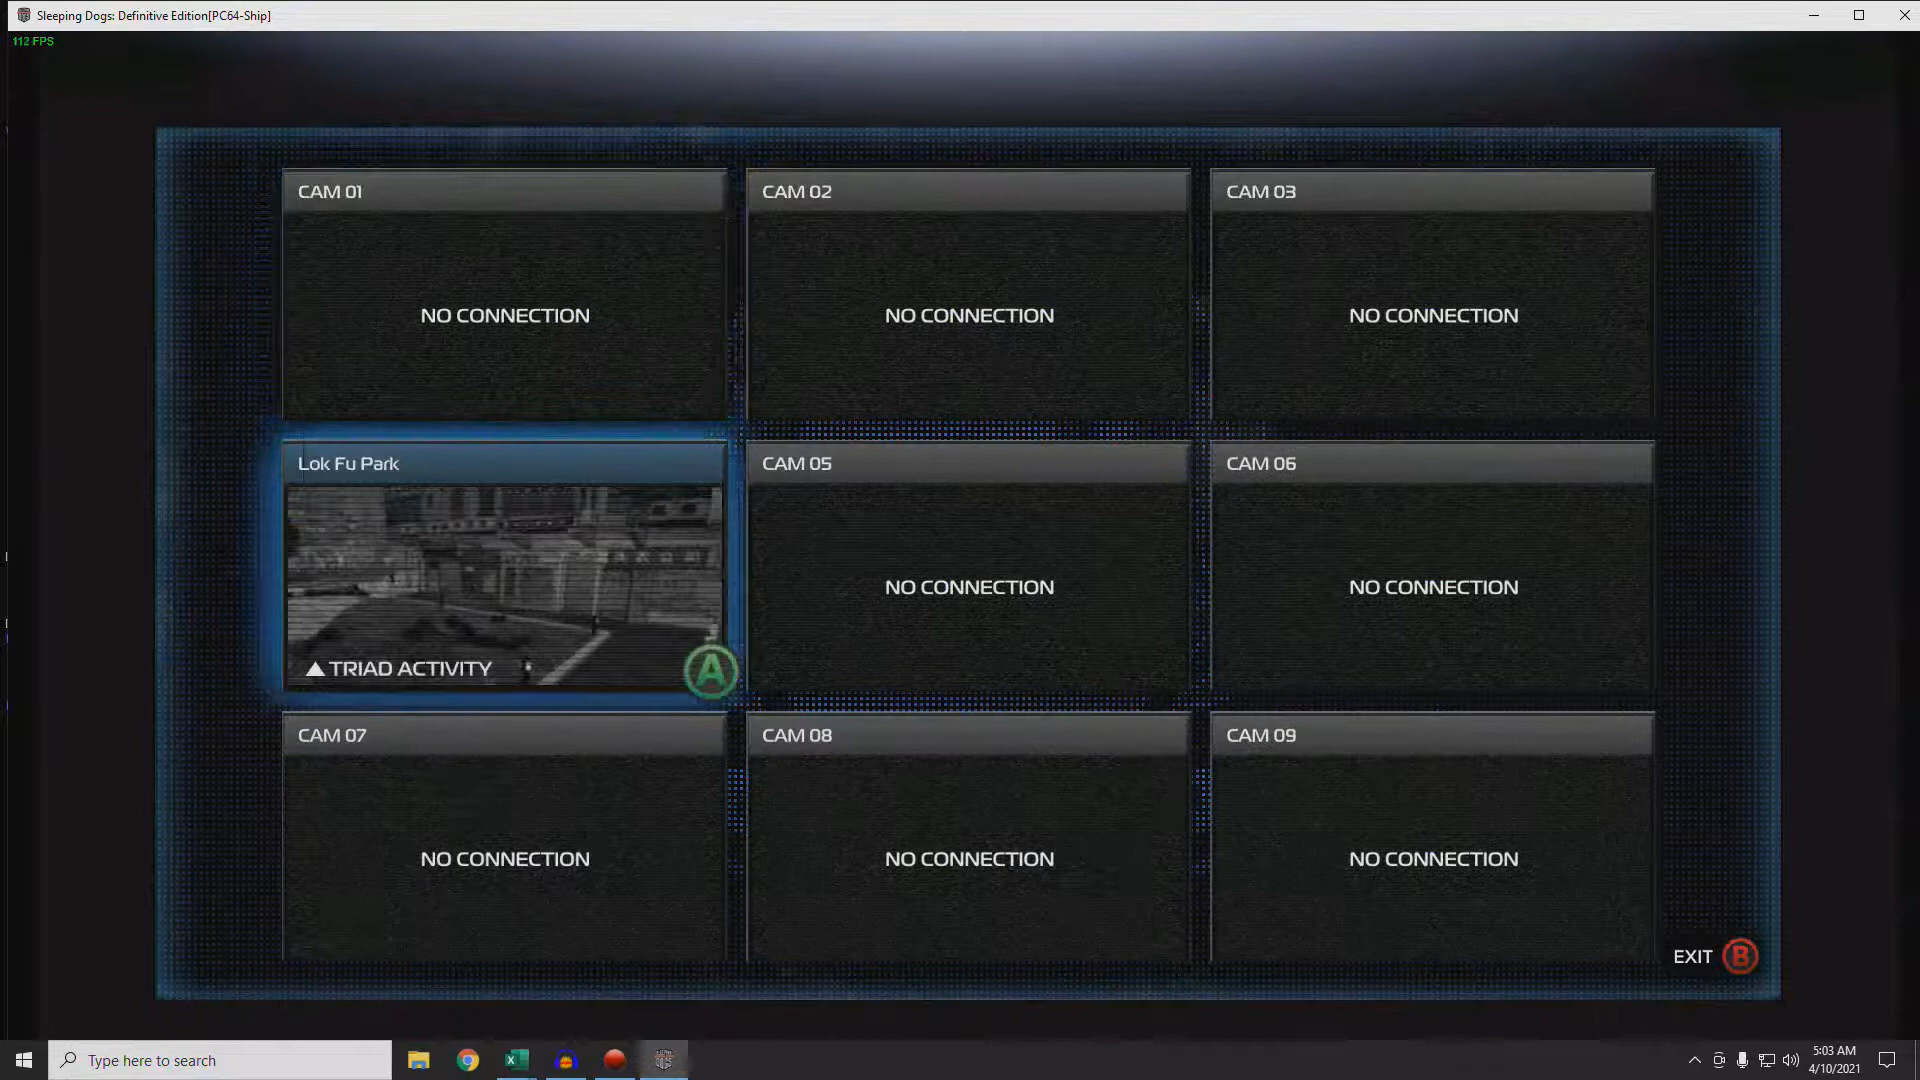 Sleeping Dogs: Definitive Edition[PC64-Ship]
112 FPS
CAM 01
CAM 02
CAM 03
NO CONNECTION
NO CONNECTION
NO CONNECTION
Lok Fu Park
CAM 05
CAM 06
NO CONNECTION
NO CONNECTION
TRIAD ACTIVITY
A
CAM 07
CAM 08
CAM 09
NO CONNECTION
NO CONNECTION
NO CONNECTION
EXIT B
Type here to search
5:03 AM
4/10/2021